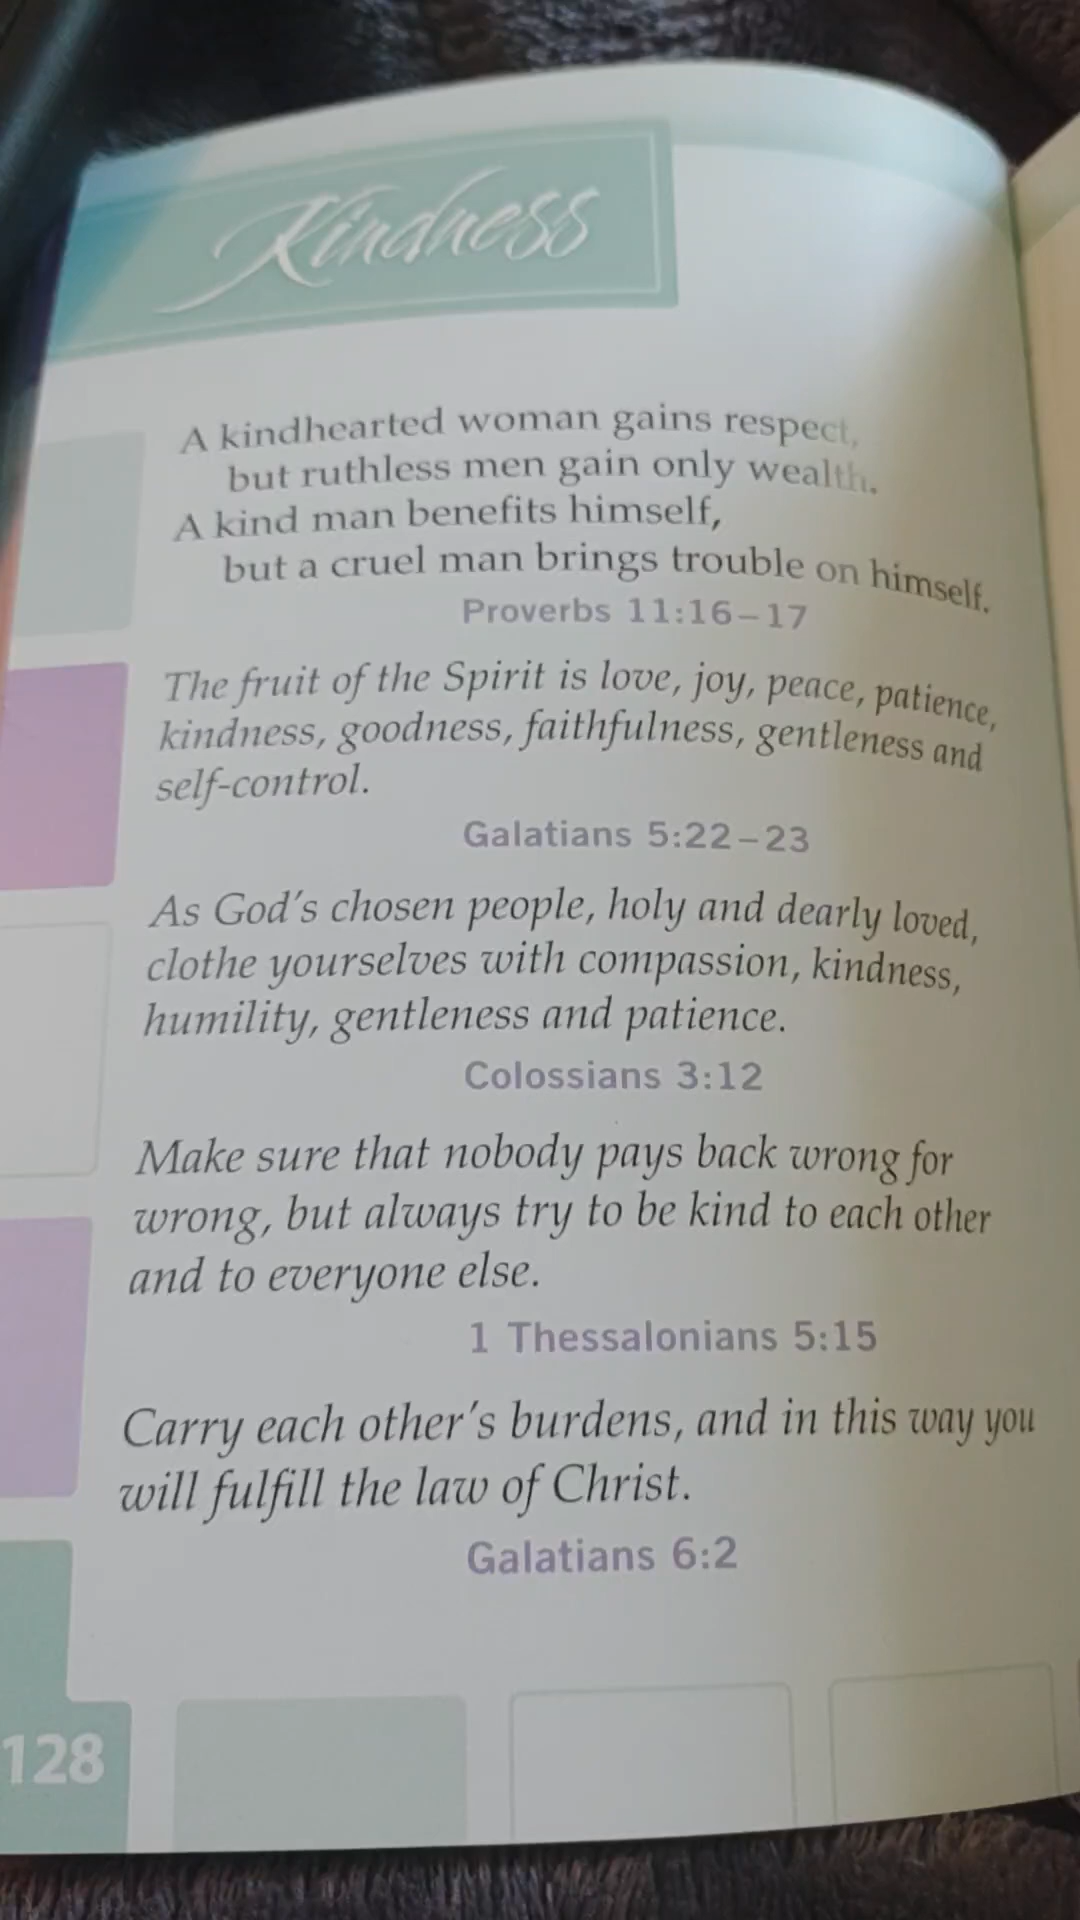 Kindness
A kindhearted woman gains respect,
but ruthless men gain only wealth.
A kind man benefits himself,
but a cruel man brings trouble on himself.
Proverbs 11:16–17
The fruit of the Spirit is love, joy, peace, patience,
kindness, goodness, faithfulness, gentleness and
self-control.
Galatians 5:22–23
As God's chosen people, holy and dearly loved,
clothe yourselves with compassion, kindness,
humility, gentleness and patience.
Colossians 3:12
Make sure that nobody pays back wrong for
wrong, but always try to be kind to each other
and to everyone else.
1 Thessalonians 5:15
Carry each other's burdens, and in this way you
will fulfill the law of Christ.
Galatians 6:2
128